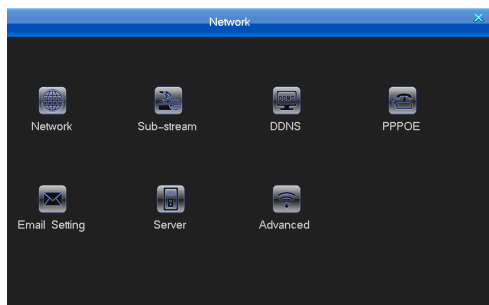 Network
Network Sub-stream DDNS PPPOE
Email Setting Server Advanced